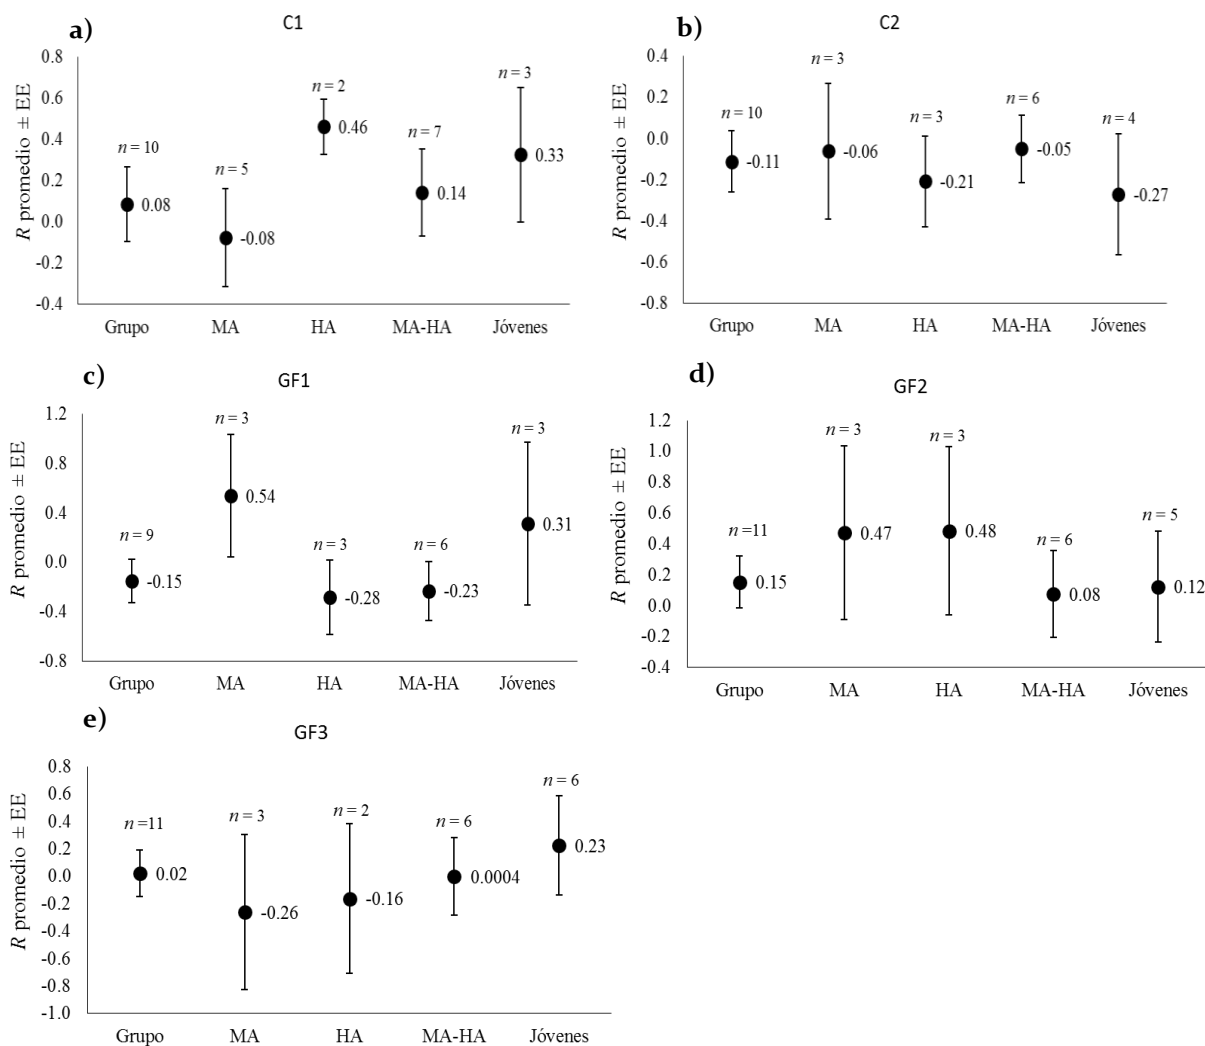 a)
C1
R promedio ± EE
0.8
0.6
0.4
0.2
0.0
-0.2
-0.4
n = 10
n = 5
n = 2
n = 7
n = 3
0.08
-0.08
0.46
0.14
0.33
Grupo MA HA MA-HA Jóvenes
b)
C2
R promedio ± EE
0.4
0.2
0.0
-0.2
-0.4
-0.6
-0.8
n = 10
n = 3
n = 3
n = 6
n = 4
-0.11
-0.06
-0.21
-0.05
-0.27
Grupo MA HA MA-HA Jóvenes
c)
GF1
R promedio ± EE
1.2
0.8
0.4
0.0
-0.4
-0.8
n = 9
n = 3
n = 3
n = 6
n = 3
-0.15
0.54
-0.28
-0.23
0.31
Grupo MA HA MA-HA Jóvenes
d)
GF2
R promedio ± EE
1.2
1.0
0.8
0.6
0.4
0.2
0.0
-0.2
-0.4
n =11
n = 3
n = 3
n = 6
n = 5
0.15
0.47
0.48
0.08
0.12
Grupo MA HA MA-HA Jóvenes
e)
GF3
R promedio ± EE
0.8
0.6
0.4
0.2
0.0
-0.2
-0.4
-0.6
-0.8
-1.0
n =11
n = 3
n = 2
n = 6
n = 6
0.02
-0.26
-0.16
0.0004
0.23
Grupo MA HA MA-HA Jóvenes